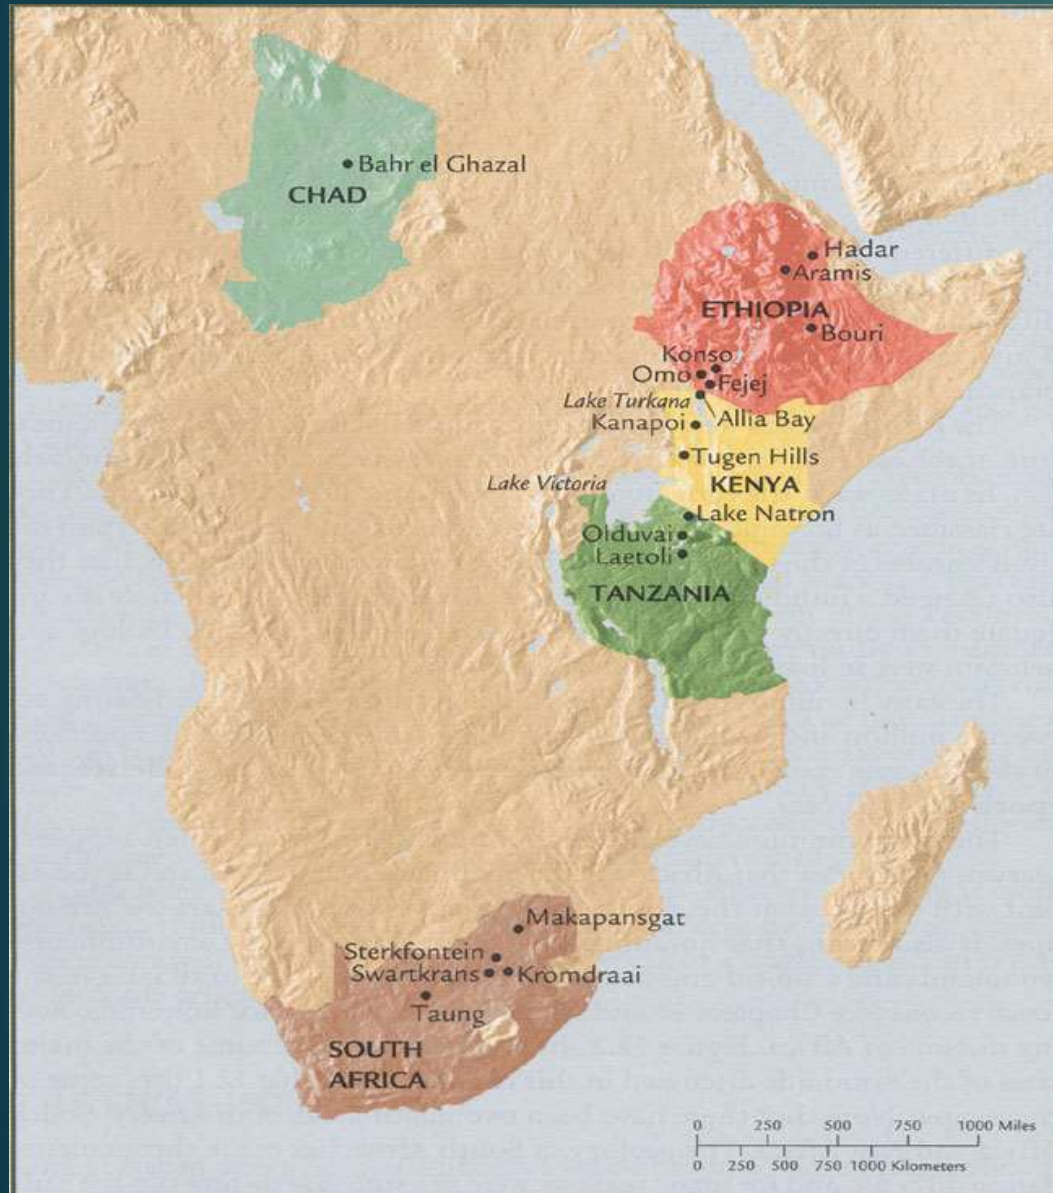 Bahr el Ghazal
CHAD
Hadar
Aramis
ETHIOPIA
Bouri
Konso
Omo
Fejej
Lake Turkana
Allia Bay
Kanapoi
Tugen Hills
Lake Victoria
KENYA
Lake Natron
Olduvai
Laetoli
TANZANIA
Makapansgat
Sterkfontein
Swartkrans
Kromdraai
Taung
SOUTH
AFRICA
0 250 500 750 1000 Miles
0 250 500 750 1000 Kilometers